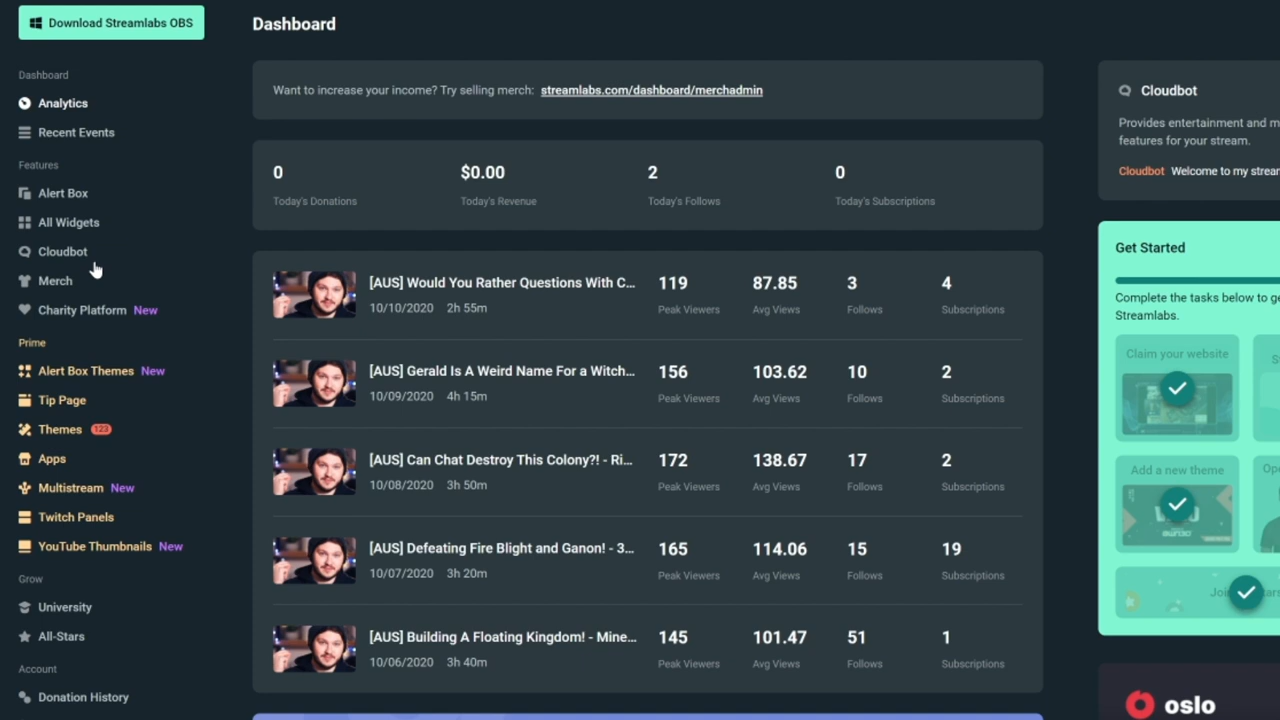 Download Streamlabs OBS
Dashboard
Analytics
Recent Events
Features
Alert Box
All Widgets
Cloudbot
Merch
Charity Platform New
Prime
Alert Box Themes New
Tip Page
Themes 123
Apps
Multistream New
Twitch Panels
YouTube Thumbnails New
Grow
University
All-Stars
Account
Donation History
Dashboard
Want to increase your income? Try selling merch: streamlabs.com/dashboard/merchadmin
0 $0.00 2 0
Today's Donations Today's Revenue Today's Follows Today's Subscriptions
[AUS] Would You Rather Questions With C... 119 87.85 3 4
10/10/2020 2h 55m Peak Viewers Avg Views Follows Subscriptions
[AUS] Gerald Is A Weird Name For a Witch... 156 103.62 10 2
10/09/2020 4h 15m Peak Viewers Avg Views Follows Subscriptions
[AUS] Can Chat Destroy This Colony?! - Ri... 172 138.67 17 2
10/08/2020 3h 50m Peak Viewers Avg Views Follows Subscriptions
[AUS] Defeating Fire Blight and Ganon! - 3... 165 114.06 15 19
10/07/2020 3h 20m Peak Viewers Avg Views Follows Subscriptions
[AUS] Building A Floating Kingdom! - Mine... 145 101.47 51 1
10/06/2020 3h 40m Peak Viewers Avg Views Follows Subscriptions
Cloudbot
Provides entertainment and m
features for your stream.
Cloudbot Welcome to my strea
Get Started
Complete the tasks below to ge
Streamlabs.
Claim your website
Add a new theme
oslo